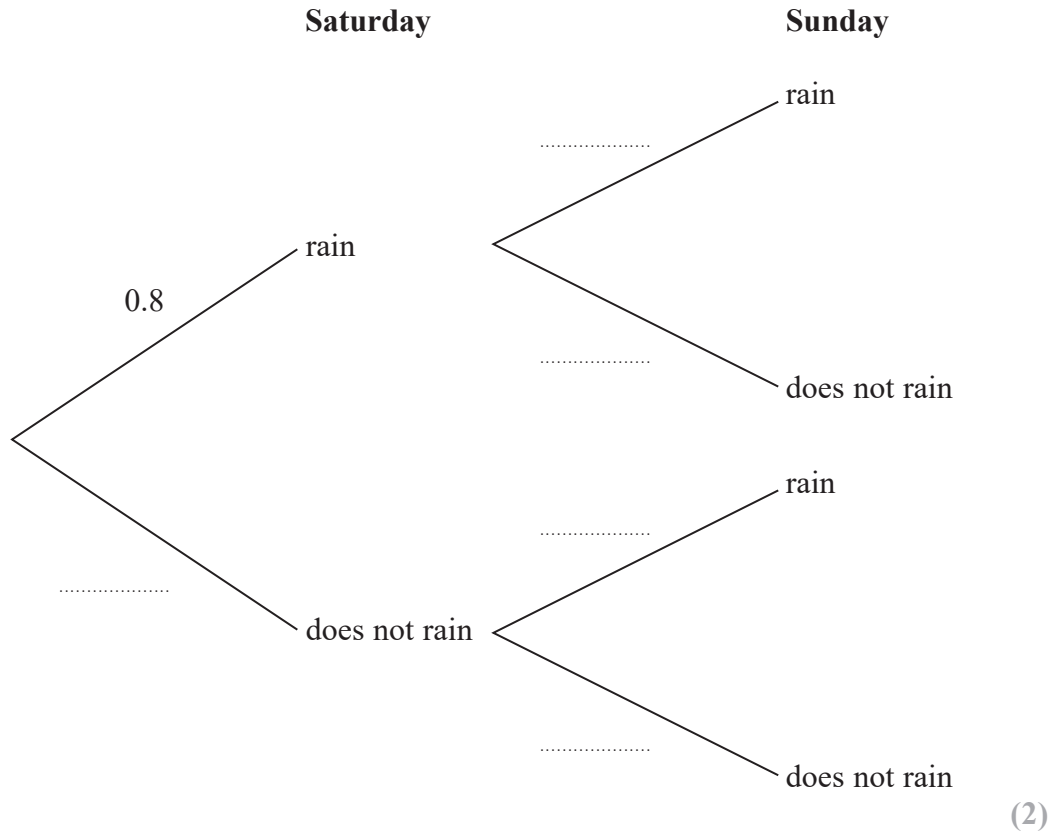 Saturday Sunday
rain
....................
rain
0.8
....................
does not rain
rain
....................
....................
does not rain
....................
does not rain
(2)